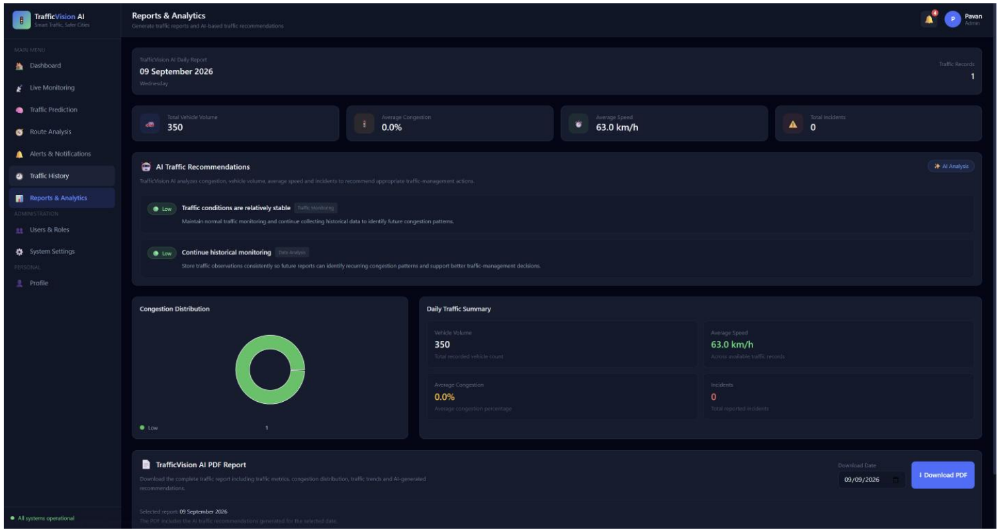 TrafficVision AI
Smart Traffic, Safer Cities
MAIN MENU
Dashboard
Live Monitoring
Traffic Prediction
Route Analysis
Alerts & Notifications
Traffic History
Reports & Analytics
ADMINISTRATION
Users & Roles
System Settings
PERSONAL
Profile
All systems operational
Reports & Analytics
Generate traffic reports and AI-based traffic recommendations
4
P
Pavan
Admin
TrafficVision AI Daily Report
09 September 2026
Wednesday
Traffic Records
1
Total Vehicle Volume
350
Average Congestion
0.0%
Average Speed
63.0 km/h
Total Incidents
0
AI Traffic Recommendations
AI Analysis
TrafficVision AI analyzes congestion, vehicle volume, average speed and incidents to recommend appropriate traffic-management actions.
Low
Traffic conditions are relatively stable
Traffic Monitoring
Maintain normal traffic monitoring and continue collecting historical data to identify future congestion patterns.
Low
Continue historical monitoring
Data Analysis
Store traffic observations consistently so future reports can identify recurring congestion patterns and support better traffic-management decisions.
Congestion Distribution
Low
1
Daily Traffic Summary
Vehicle Volume
350
Total recorded vehicle count
Average Speed
63.0 km/h
Across available traffic records
Average Congestion
0.0%
Average congestion percentage
Incidents
0
Total reported incidents
TrafficVision AI PDF Report
Download the complete traffic report including traffic metrics, congestion distribution, traffic trends and AI-generated
recommendations.
Download Date
09/09/2026
Download PDF
Selected report: 09 September 2026
The PDF includes the AI traffic recommendations generated for the selected date.